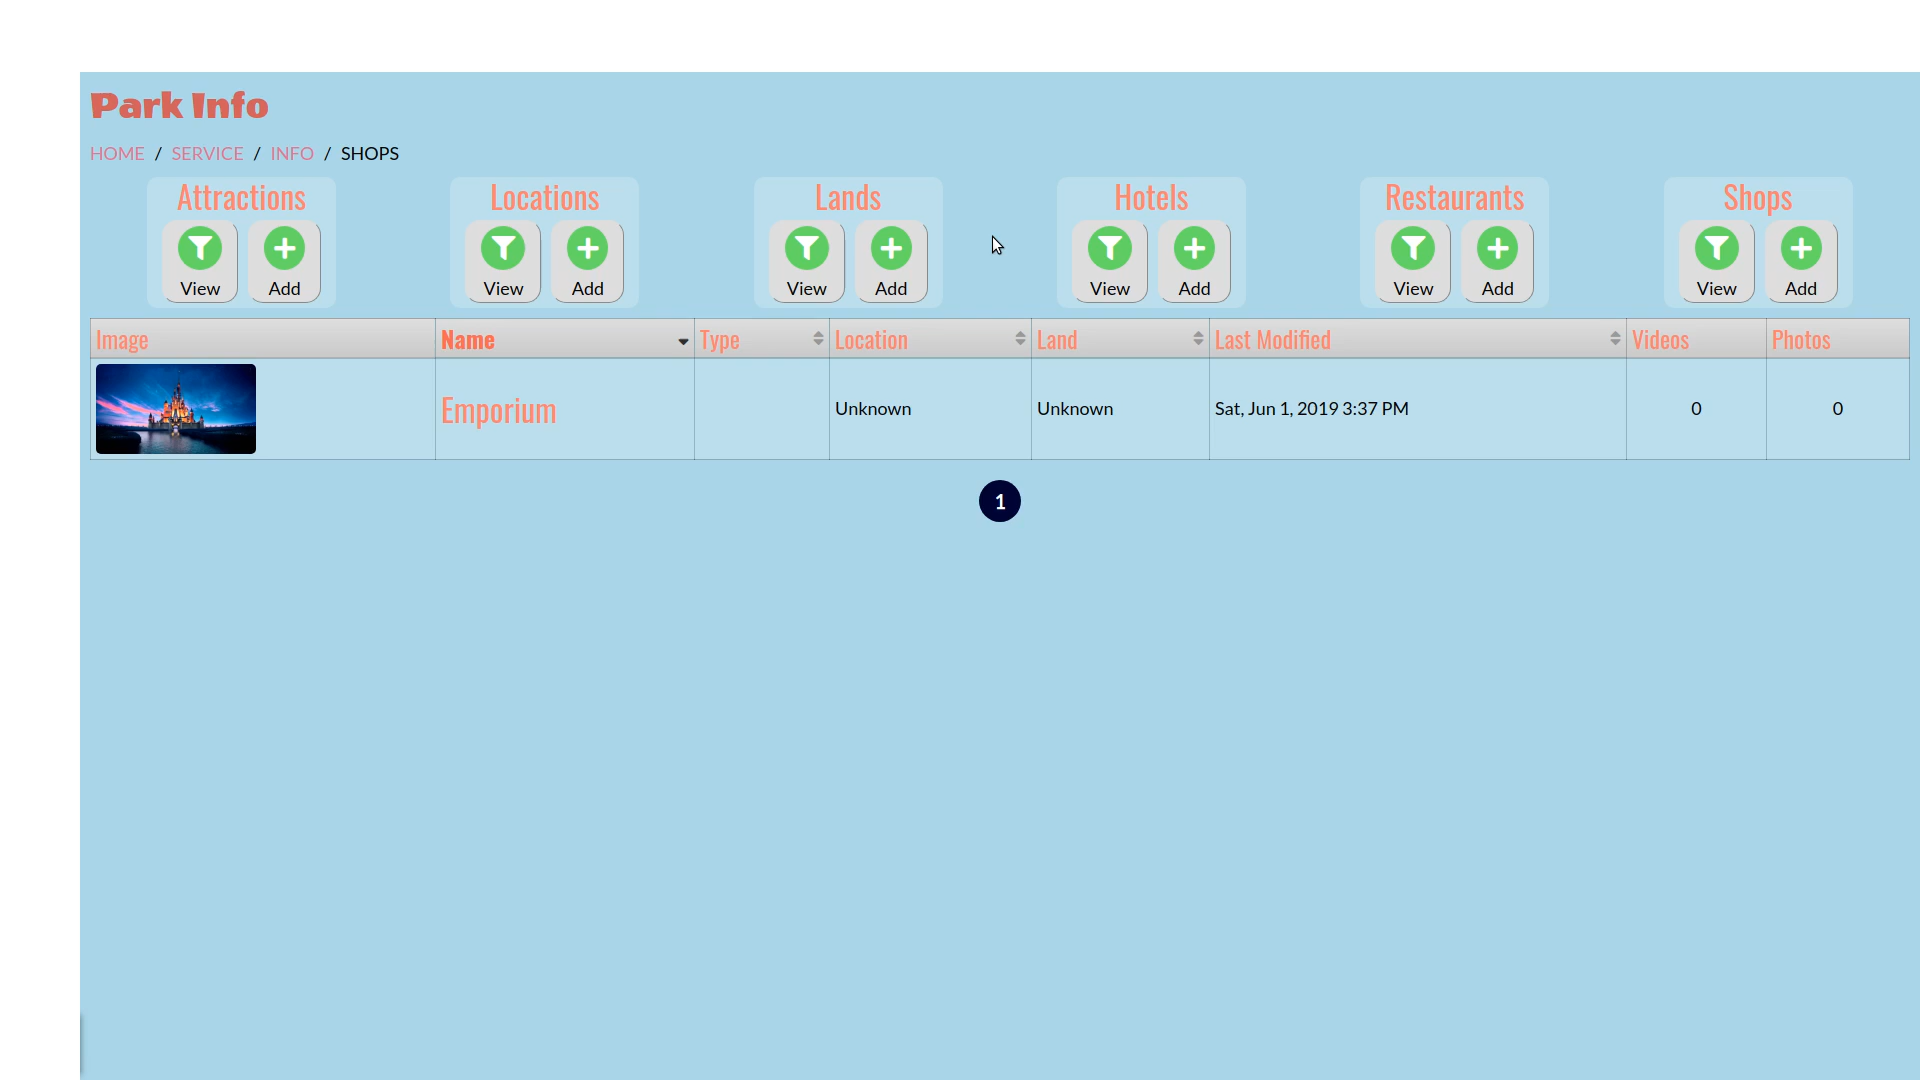 Park Info
HOME / SERVICE / INFO / SHOPS
Attractions Locations Lands Hotels Restaurants Shops
View Add View Add View Add View Add View Add View Add
Image Name Type Location Land Last Modified Videos Photos
Emporium Unknown Unknown Sat, Jun 1, 2019 3:37 PM 0 0
1